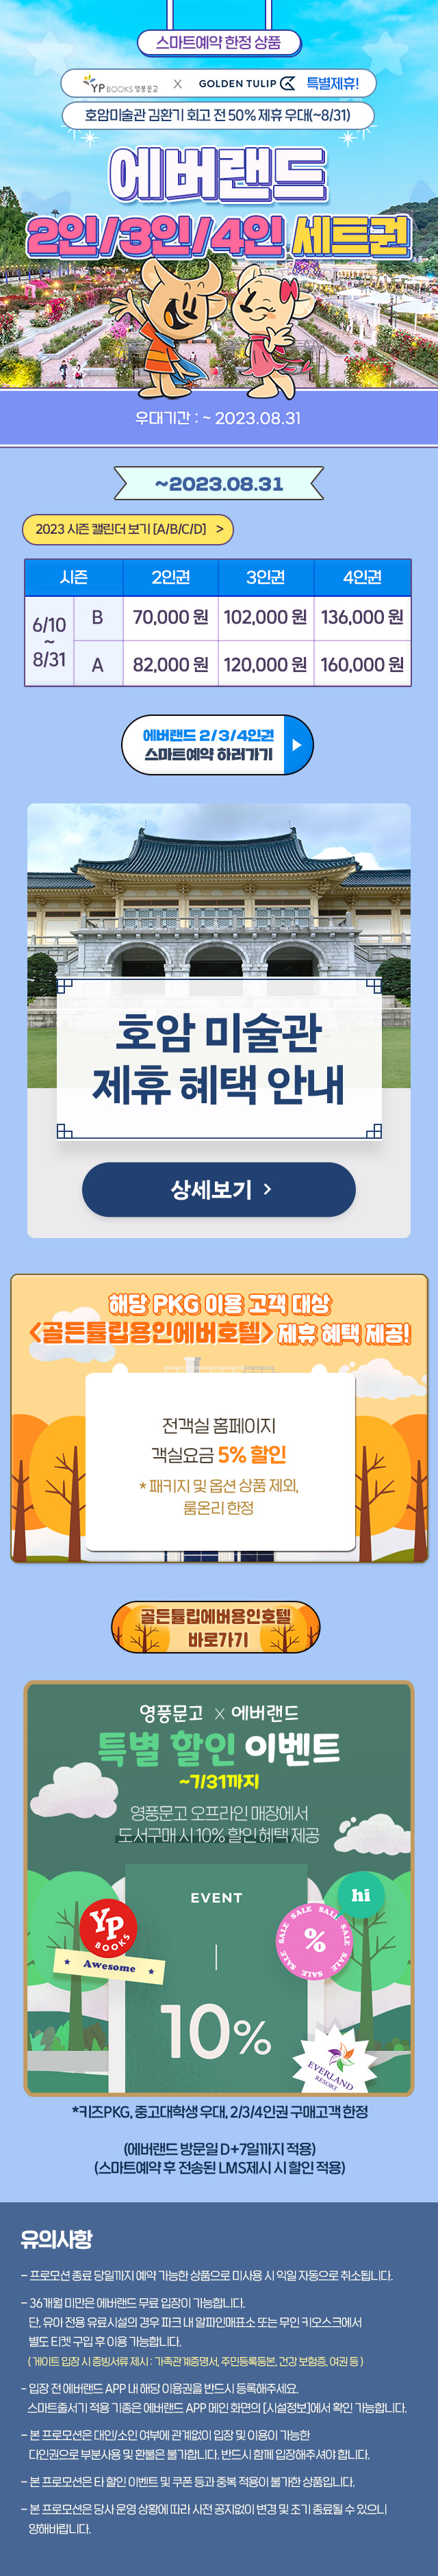 스마트예약 한정 상품
YP BOOKS 영풍문고 X GOLDEN TULIP 특별제휴!
호암미술관 김환기 회고 전 50% 제휴 우대(~8/31)
에버랜드
2인/3인/4인 세트권
우대기간 : ~ 2023.08.31
~2023.08.31
2023 시즌 캘린더 보기 [A/B/C/D] >
시즌 2인권 3인권 4인권
6/10 ~ 8/31
B 70,000 원 102,000 원 136,000 원
A 82,000 원 120,000 원 160,000 원
에버랜드 2/3/4인권
스마트예약 하러가기
호암 미술관
제휴 혜택 안내
상세보기 >
해당 PKG 이용 고객 대상
<골든튤립용인에버호텔> 제휴 혜택 제공!
전객실 홈페이지
객실요금 5% 할인
* 패키지 및 옵션 상품 제외,
룸온리 한정
골든튤립에버용인호텔
바로가기
영풍문고 X 에버랜드
특별 할인 이벤트
~7/31까지
영풍문고 오프라인 매장에서
도서구매 시 10% 할인 혜택 제공
EVENT
hi
YP BOOKS
Awesome
SALE SALE SALE SALE SALE SALE
%
10%
EVERLAND RESORT
*키즈PKG, 중고대학생 우대, 2/3/4인권 구매고객 한정
(에버랜드 방문일 D+7일까지 적용)
(스마트예약 후 전송된 LMS제시 시 할인 적용)
유의사항
- 프로모션 종료 당일까지 예약 가능한 상품으로 미사용 시 익일 자동으로 취소됩니다.
- 36개월 미만은 에버랜드 무료 입장이 가능합니다.
단, 유아 전용 유료시설의 경우 파크 내 알파인매표소 또는 무인 키오스크에서
별도 티켓 구입 후 이용 가능합니다.
( 게이트 입장 시 증빙서류 제시 : 가족관계증명서, 주민등록등본, 건강 보험증, 여권 등 )
- 입장 전 에버랜드 APP 내 해당 이용권을 반드시 등록해주세요.
스마트줄서기 적용 기종은 에버랜드 APP 메인 화면의 [시설정보]에서 확인 가능합니다.
- 본 프로모션은 대인/소인 여부에 관계없이 입장 및 이용이 가능한
다인권으로 부분사용 및 환불은 불가합니다. 반드시 함께 입장해주셔야 합니다.
- 본 프로모션은 타 할인 이벤트 및 쿠폰 등과 중복 적용이 불가한 상품입니다.
- 본 프로모션은 당사 운영 상황에 따라 사전 공지없이 변경 및 조기 종료될 수 있으니
양해바랍니다.